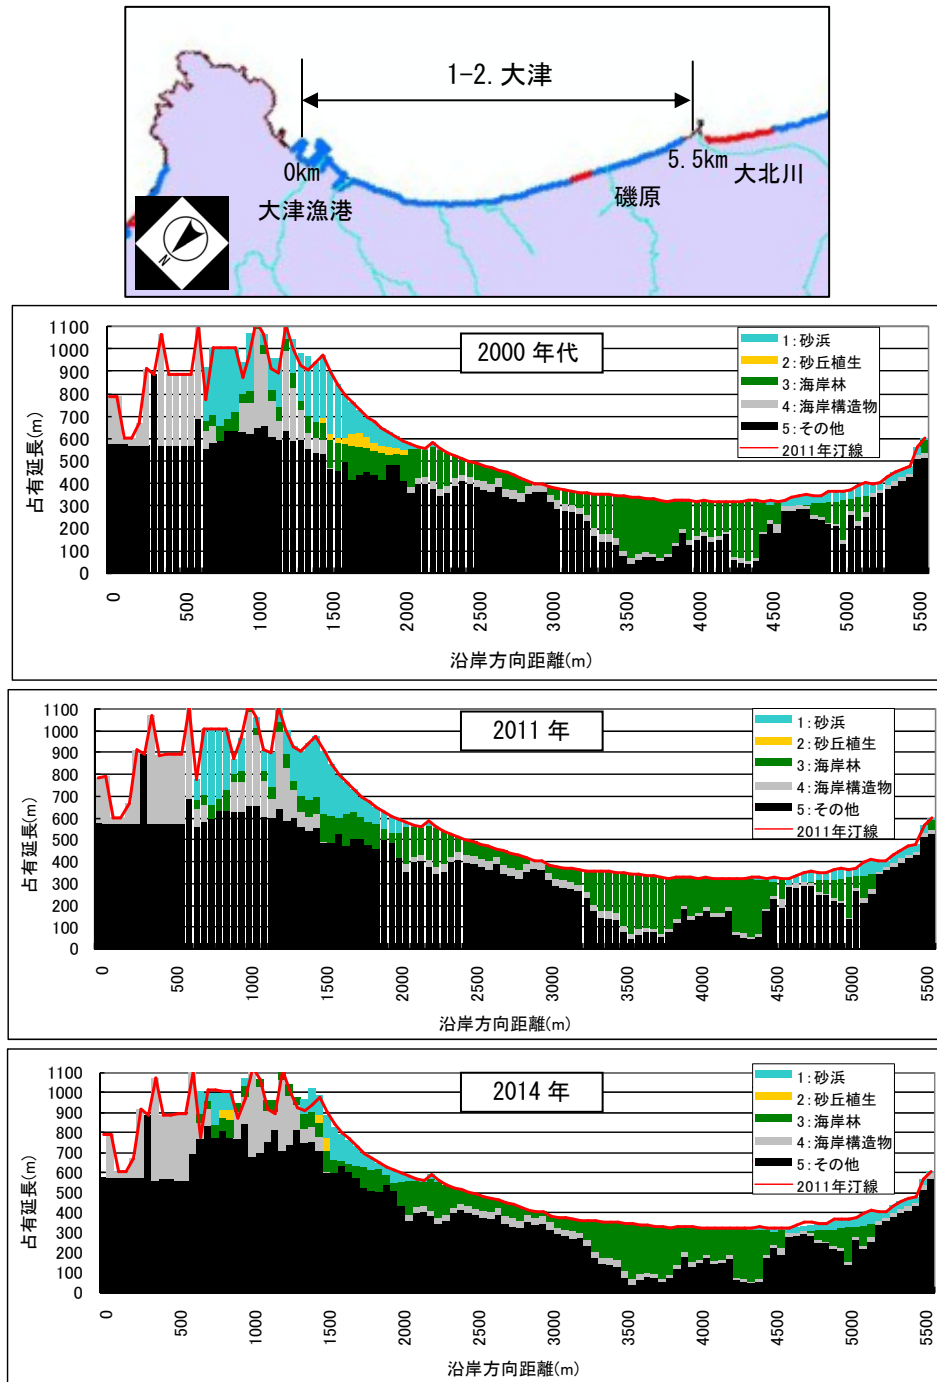 1-2. 大津
0km
5.5km
大津漁港
磯原
大北川
N
2000 年代
1:砂浜
2:砂丘植生
3:海岸林
4:海岸構造物
5:その他
2011年汀線
占有延長(m)
1100
1000
900
800
700
600
500
400
300
200
100
0
0
500
1000
1500
2000
2500
3000
3500
4000
4500
5000
5500
沿岸方向距離(m)
2011 年
1:砂浜
2:砂丘植生
3:海岸林
4:海岸構造物
5:その他
2011年汀線
占有延長(m)
1100
1000
900
800
700
600
500
400
300
200
100
0
0
500
1000
1500
2000
2500
3000
3500
4000
4500
5000
5500
沿岸方向距離(m)
2014 年
1:砂浜
2:砂丘植生
3:海岸林
4:海岸構造物
5:その他
2011年汀線
占有延長(m)
1100
1000
900
800
700
600
500
400
300
200
100
0
0
500
1000
1500
2000
2500
3000
3500
4000
4500
5000
5500
沿岸方向距離(m)